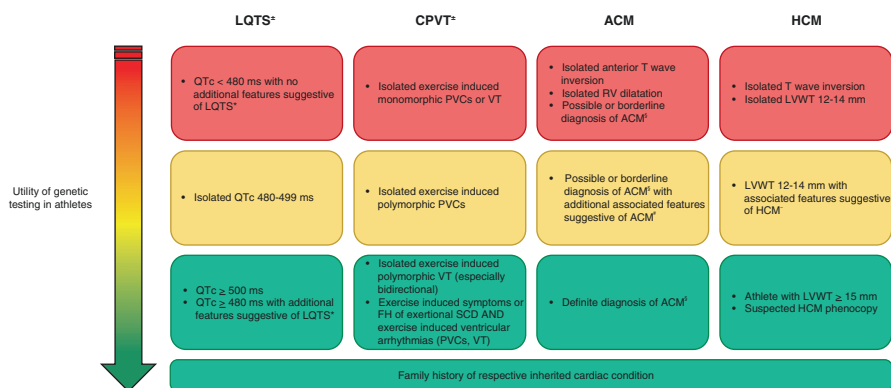 LQTS±
CPVT±
ACM
HCM
Utility of genetic
testing in athletes
• QTc < 480 ms with no
additional features suggestive
of LQTS*
• Isolated exercise induced
monomorphic PVCs or VT
• Isolated anterior T wave
inversion
• Isolated RV dilatation
• Possible or borderline
diagnosis of ACM§
• Isolated T wave inversion
• Isolated LVWT 12-14 mm
• Isolated QTc 480-499 ms
• Isolated exercise induced
polymorphic PVCs
• Possible or borderline
diagnosis of ACM§ with
additional associated features
suggestive of ACM#
• LVWT 12-14 mm with
associated features suggestive
of HCM
• QTc ≥ 500 ms
• QTc ≥ 480 ms with additional
features suggestive of LQTS*
• Isolated exercise induced
polymorphic VT (especially
bidirectional)
• Exercise induced symptoms or
FH of exertional SCD AND
exercise induced ventricular
arrhythmias (PVCs, VT)
• Definite diagnosis of ACM§
• Athlete with LVWT ≥ 15 mm
• Suspected HCM phenocopy
Family history of respective inherited cardiac condition